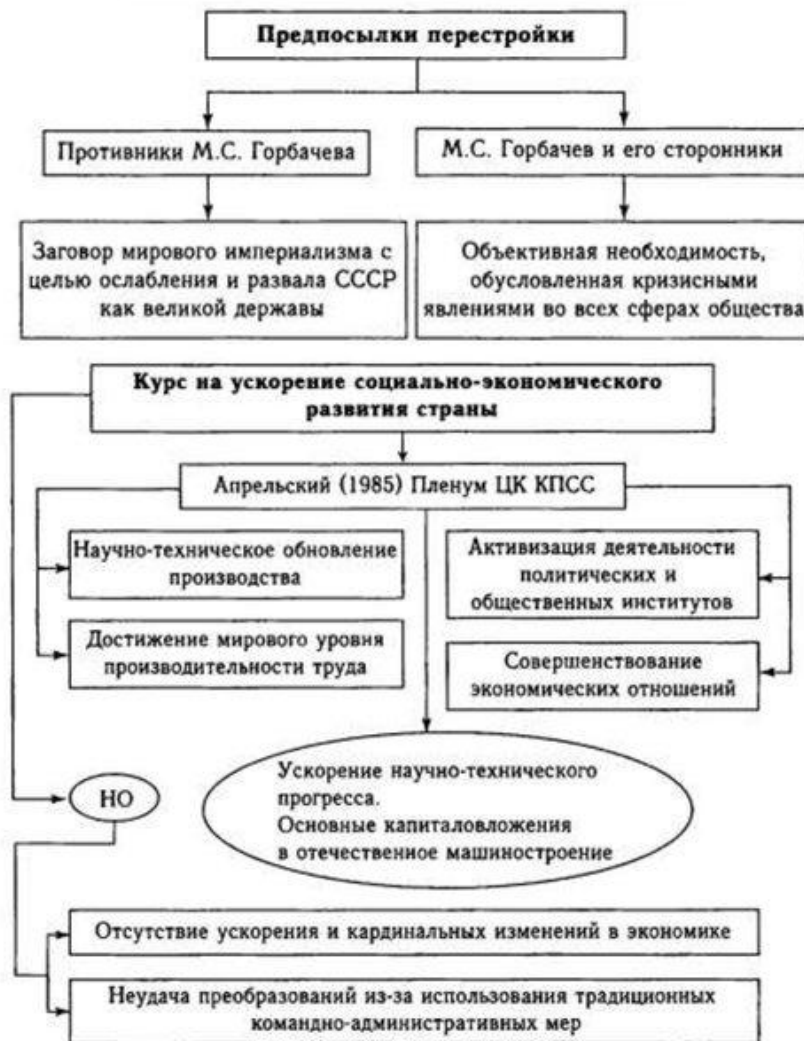 Предпосылки перестройки
Противники М.С. Горбачева
М.С. Горбачев и его сторонники
Заговор мирового империализма с
целью ослабления и развала СССР
как великой державы
Объективная необходимость,
обусловленная кризисными
явлениями во всех сферах общества
Курс на ускорение социально-экономического
развития страны
Апрельский (1985) Пленум ЦК КПСС
Научно-техническое обновление
производства
Активизация деятельности
политических и
общественных институтов
Достижение мирового уровня
производительности труда
Совершенствование
экономических отношений
НО
Ускорение научно-технического
прогресса.
Основные капиталовложения
в отечественное машиностроение
Отсутствие ускорения и кардинальных изменений в экономике
Неудача преобразований из-за использования традиционных
командно-административных мер